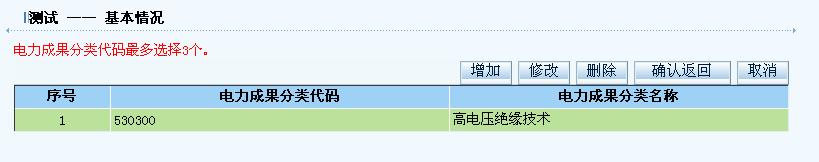 测试 —— 基本情况
电力成果分类代码最多选择3个。
增加 修改 删除 确认返回 取消
序号 电力成果分类代码 电力成果分类名称
1 530300 高电压绝缘技术